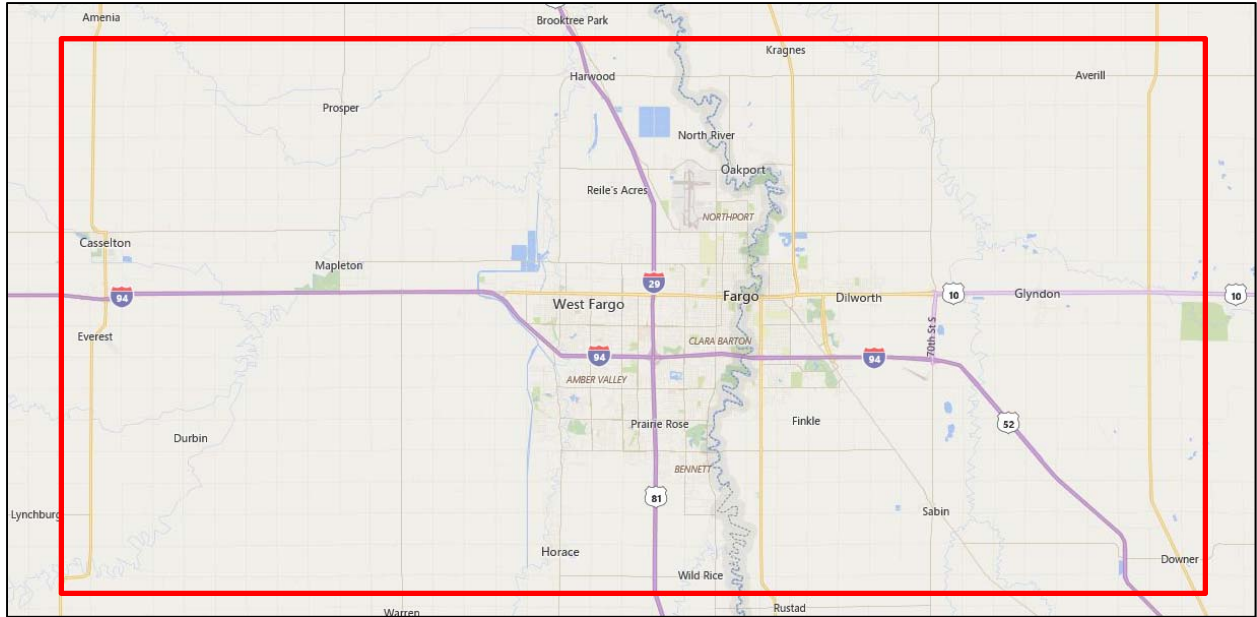 Amenia
Brooktree Park
Kragnes
Harwood
Averill
Prosper
North River
Oakport
Reile's Acres
NORTHPORT
Casselton
Mapleton
94
29
West Fargo
Fargo
Dilworth
10
Glyndon
10
Everest
CLARA BARTON
70th St S
94
94
AMBER VALLEY
Durbin
Prairie Rose
Finkle
52
BENNETT
81
Lynchburg
Sabin
Horace
Downer
Wild Rice
Warren
Rustad